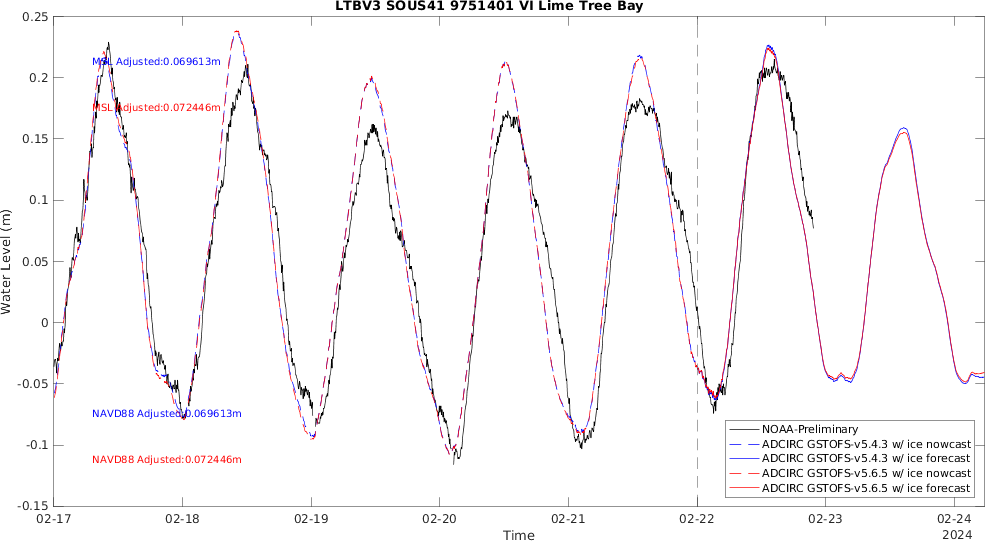 LTBV3 SOUS41 9751401 VI Lime Tree Bay
0.25
0.2
0.15
0.1
0.05
0
-0.05
-0.1
-0.15
Water Level (m)
MSL Adjusted:0.069613m
MSL Adjusted:0.072446m
NAVD88 Adjusted:0.069613m
NAVD88 Adjusted:0.072446m
NOAA-Preliminary
ADCIRC GSTOFS-v5.4.3 w/ ice nowcast
ADCIRC GSTOFS-v5.4.3 w/ ice forecast
ADCIRC GSTOFS-v5.6.5 w/ ice nowcast
ADCIRC GSTOFS-v5.6.5 w/ ice forecast
02-17 02-18 02-19 02-20 02-21 02-22 02-23 02-24
Time 2024